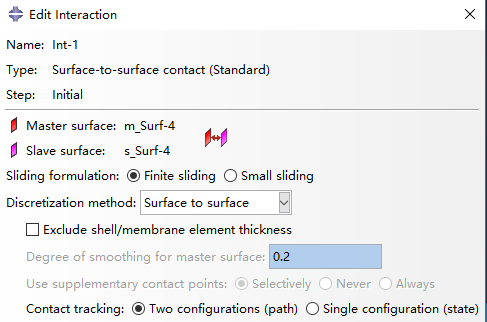 Edit Interaction
Name: Int-1
Type: Surface-to-surface contact (Standard)
Step: Initial
Master surface: m_Surf-4
Slave surface: s_Surf-4
Sliding formulation: Finite sliding Small sliding
Discretization method: Surface to surface
Exclude shell/membrane element thickness
Degree of smoothing for master surface: 0.2
Use supplementary contact points: Selectively Never Always
Contact tracking: Two configurations (path) Single configuration (state)